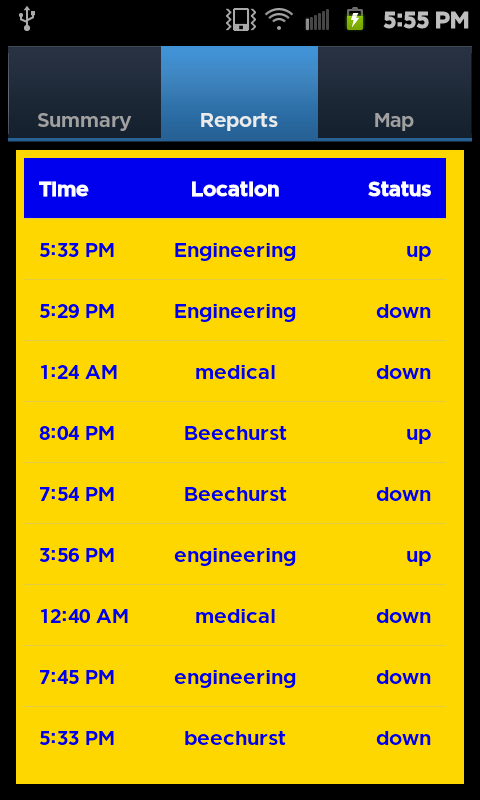 5:55 PM
Summary Reports Map
Time Location Status
5:33 PM Engineering up
5:29 PM Engineering down
1:24 AM medical down
8:04 PM Beechurst up
7:54 PM Beechurst down
3:56 PM engineering up
12:40 AM medical down
7:45 PM engineering down
5:33 PM beechurst down